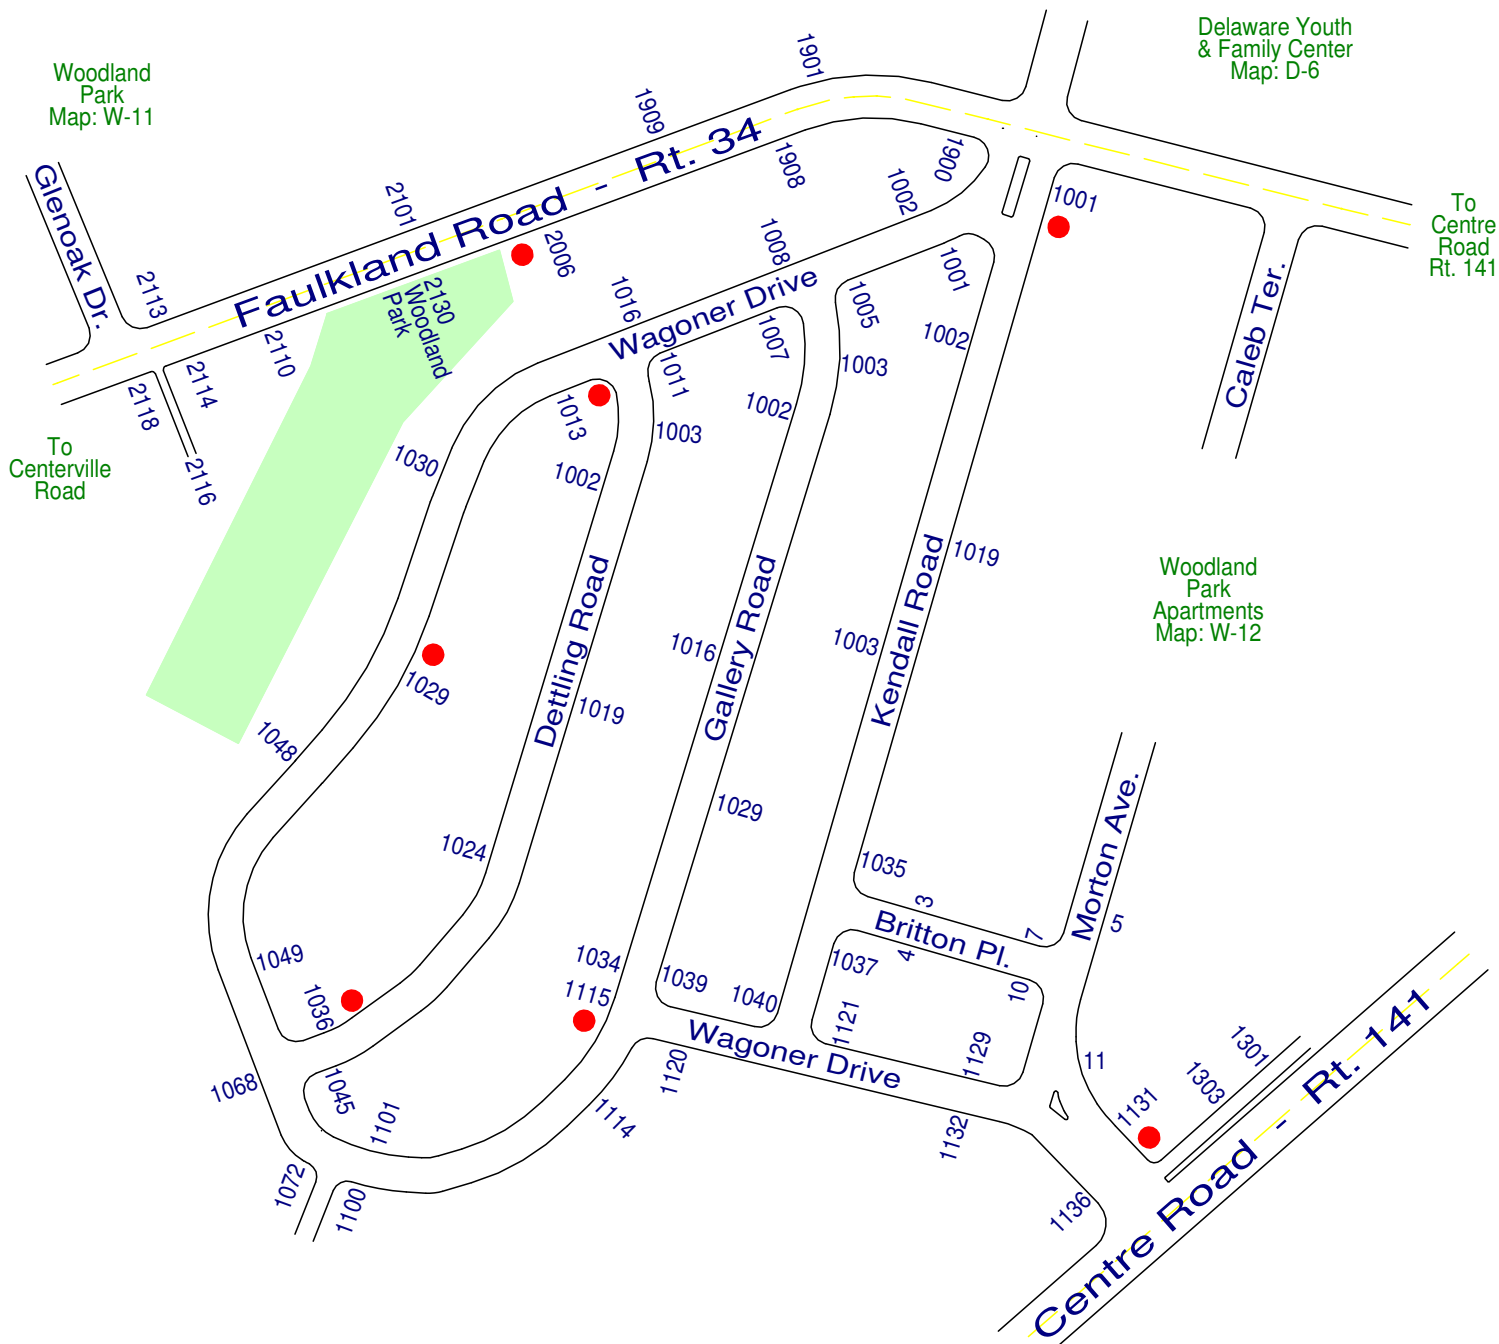 Delaware Youth
& Family Center
Map: D-6
Woodland
Park
Map: W-11
1901
1909
Faulkland Road - Rt. 34
1908
1900
1002
1001
To
Centre
Road
Rt. 141
Glenoak Dr.
2101
2113
2006
1008
1001
2130
Woodland
Park
1016
Wagoner Drive
1005
1002
Caleb Ter.
2110
2114
2118
1007
1003
1011
1002
1013
1003
To
Centerville
Road
2116
1030
1002
1019
Woodland
Park
Apartments
Map: W-12
Dettling Road
Gallery Road
Kendall Road
1016
1003
1029
1019
1048
1029
1024
1035
3
Morton Ave.
5
7
Britton Pl.
4
10
1049
1034
1039
1037
1036
1115
1040
1121
Wagoner Drive
1129
11
1301
1303
1131
1068
1045
1101
1120
1114
1132
1072
1100
1136
Centre Road - Rt. 141